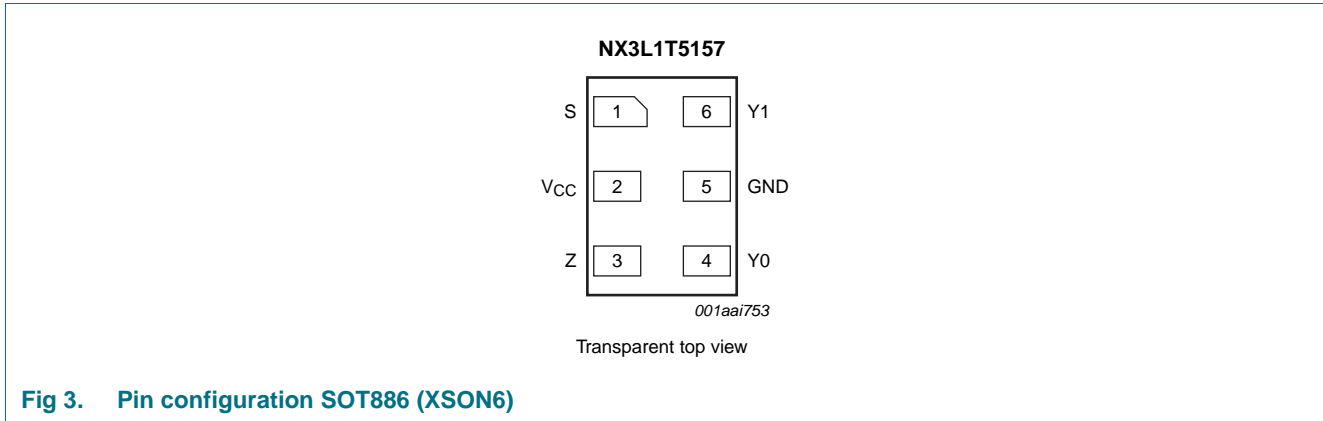 NX3L1T5157
S 1 6 Y1
VCC 2 5 GND
Z 3 4 Y0
001aai753
Transparent top view
Fig 3. Pin configuration SOT886 (XSON6)